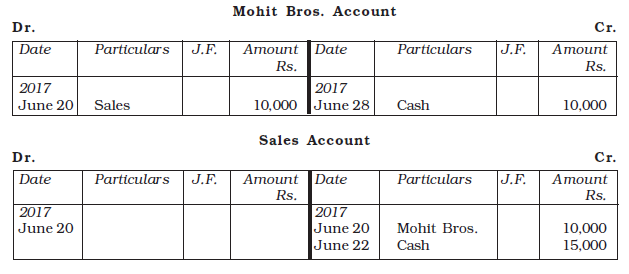 Mohit Bros. Account
Dr. Cr.
Date Particulars J.F. Amount Date Particulars J.F. Amount
Rs. Rs.
2017 2017
June 20 Sales 10,000 June 28 Cash 10,000
Sales Account
Dr. Cr.
Date Particulars J.F. Amount Date Particulars J.F. Amount
Rs. Rs.
2017 2017
June 20 June 20 Mohit Bros. 10,000
June 22 Cash 15,000